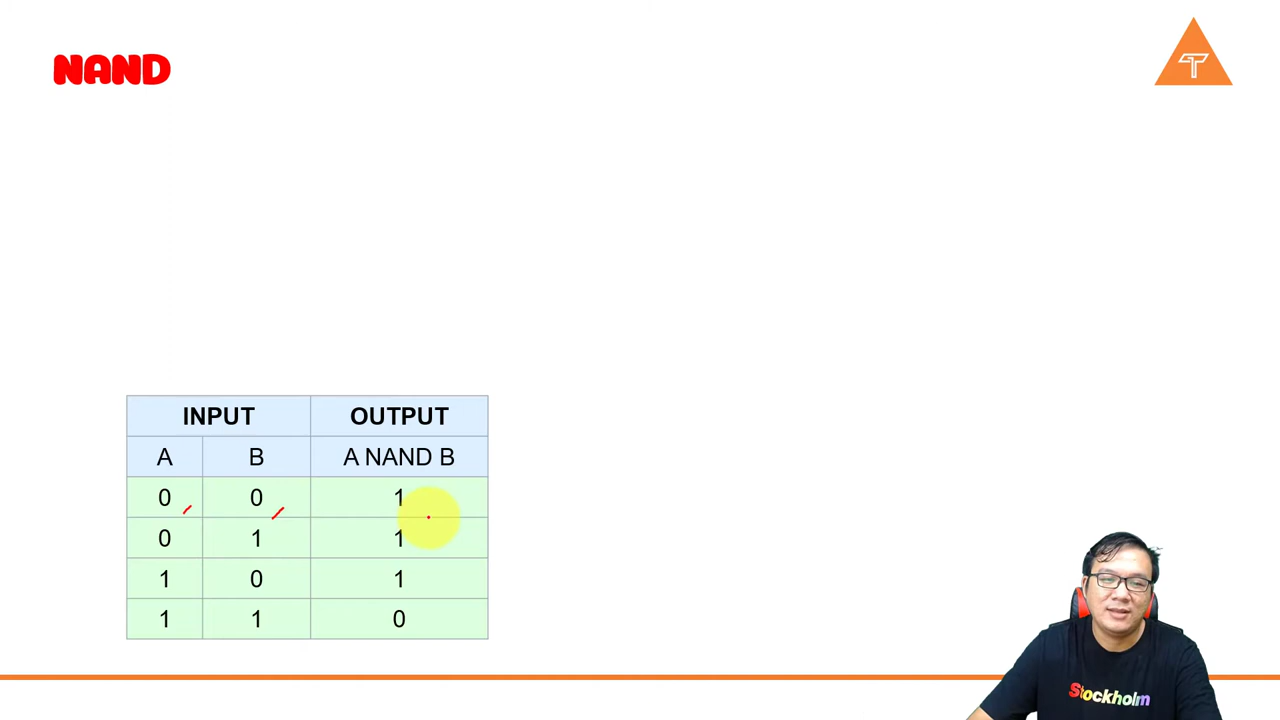 NAND
T
INPUT OUTPUT
A B A NAND B
0 0 1
0 1 1
1 0 1
1 1 0
Stockholm